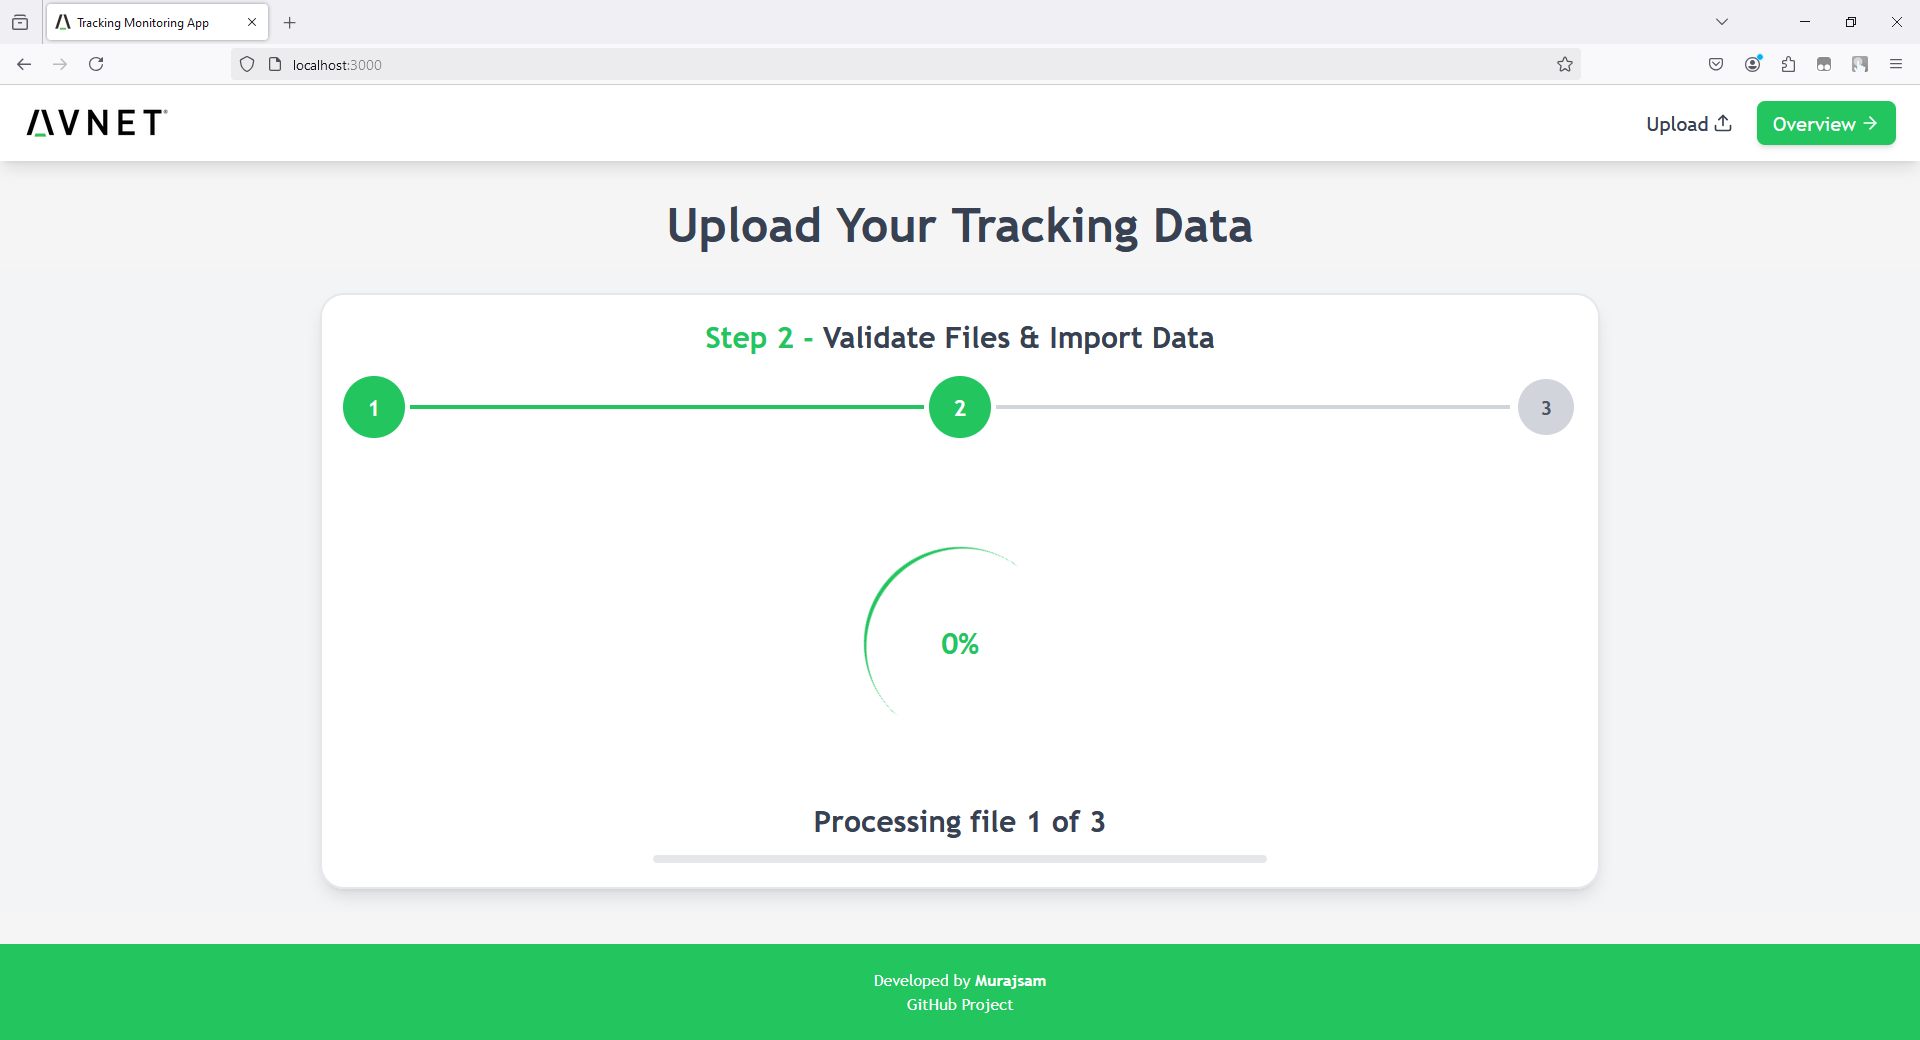 Tracking Monitoring App
localhost:3000
AVNET
Upload
Overview
Upload Your Tracking Data
Step 2 - Validate Files & Import Data
1
2
3
0%
Processing file 1 of 3
Developed by Murajsam
GitHub Project